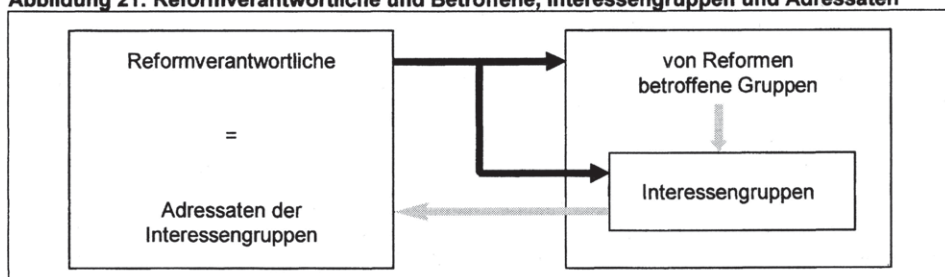 Abbildung 21: Reformverantwortliche und Betroffene, Interessengruppen und Adressaten
Reformverantwortliche
=
Adressaten der
Interessengruppen
von Reformen
betroffene Gruppen
Interessengruppen